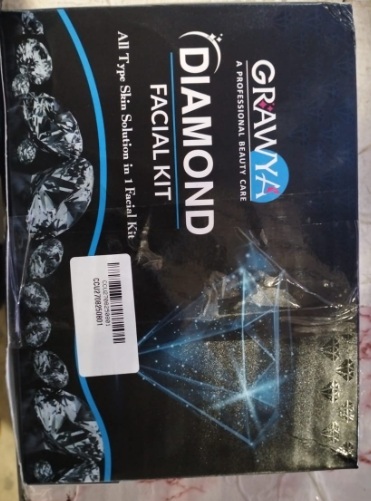 GRAWYA
A PROFESSIONAL BEAUTY CARE
DIAMOND
FACIAL KIT
All Type Skin Solution in 1 Facial Kit